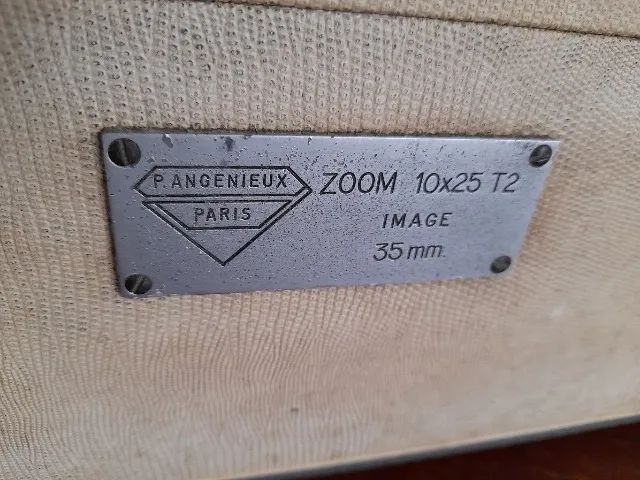 P. ANGENIEUX
PARIS
ZOOM 10x25 T2
IMAGE
35 mm.